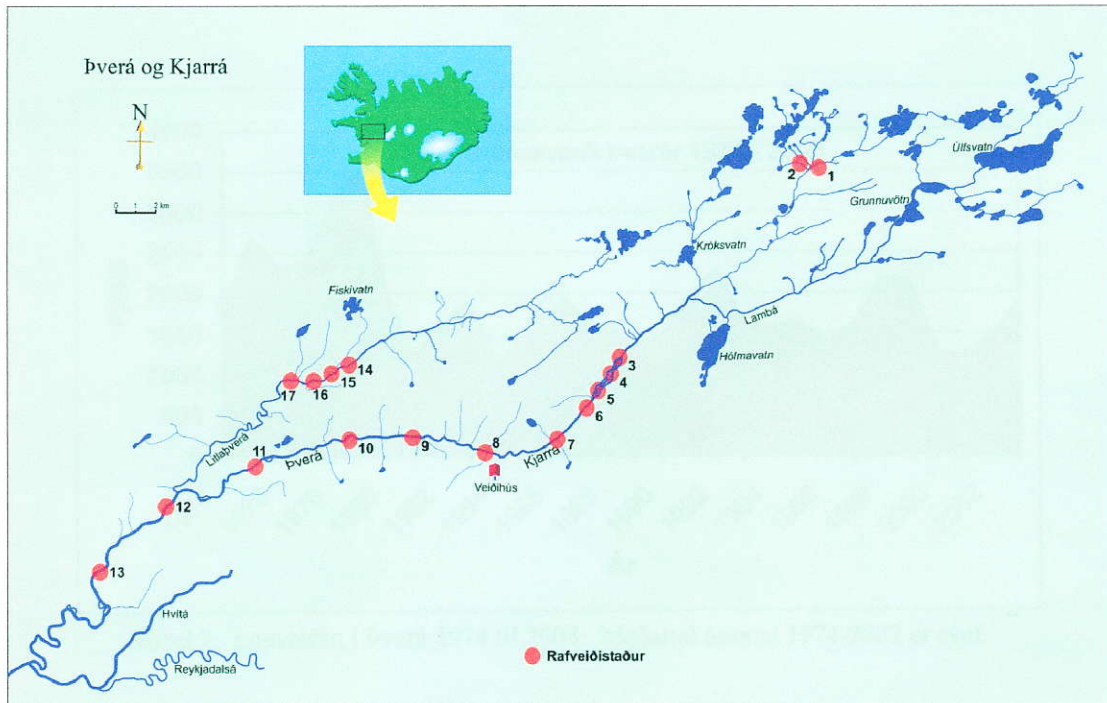 Þverá og Kjarrá
N
0 1 2 km
Úlfsvatn
2
1
Grunnuvötn
Króksvatn
Fiskivatn
Lambá
Hólmavatn
3
14
15
4
17
16
5
6
Litlaþverá
11
Þverá
10
9
8
Kjarrá
7
Veiðihús
12
13
Hvítá
Reykjadalsá
Rafveiðistaður